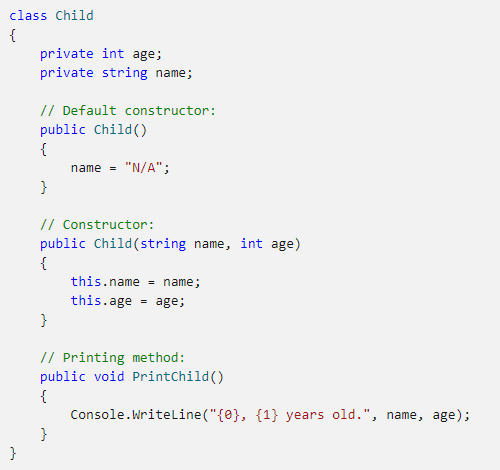 class Child
{
    private int age;
    private string name;

    // Default constructor:
    public Child()
    {
        name = "N/A";
    }

    // Constructor:
    public Child(string name, int age)
    {
        this.name = name;
        this.age = age;
    }

    // Printing method:
    public void PrintChild()
    {
        Console.WriteLine("{0}, {1} years old.", name, age);
    }
}